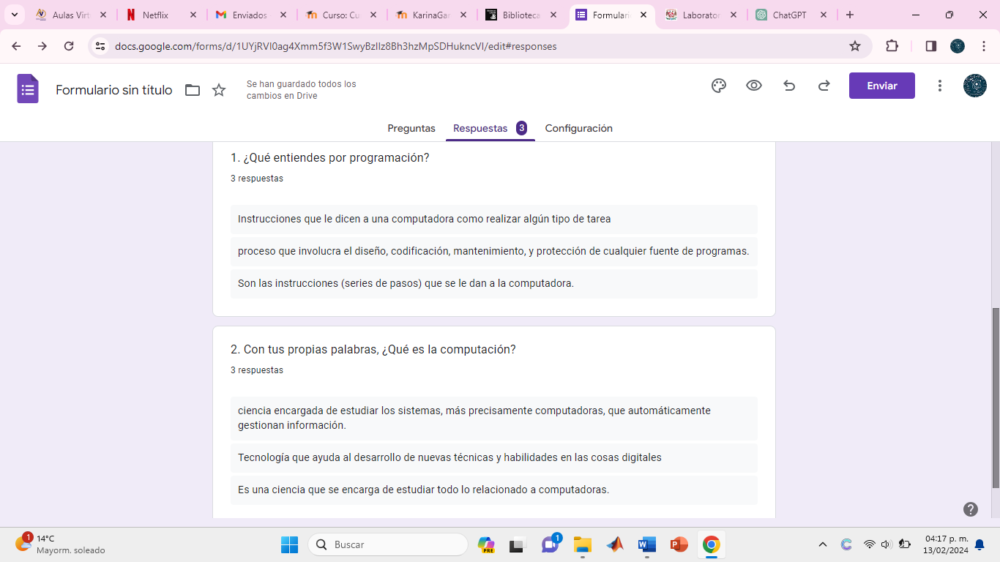 Aulas Virt
Netflix
Enviados
Curso: Cu
KarinaGar
Biblioteca
Formulari
Laborator
ChatGPT
docs.google.com/forms/d/1UYjRVI0ag4Xmm5f3W1SwyBzlIz8Bh3hzMpSDHukncVI/edit#responses
Formulario sin título
Se han guardado todos los
cambios en Drive
Enviar
Preguntas
Respuestas 3
Configuración
1. ¿Qué entiendes por programación?
3 respuestas
Instrucciones que le dicen a una computadora como realizar algún tipo de tarea
proceso que involucra el diseño, codificación, mantenimiento, y protección de cualquier fuente de programas.
Son las instrucciones (series de pasos) que se le dan a la computadora.
2. Con tus propias palabras, ¿Qué es la computación?
3 respuestas
ciencia encargada de estudiar los sistemas, más precisamente computadoras, que automáticamente
gestionan información.
Tecnología que ayuda al desarrollo de nuevas técnicas y habilidades en las cosas digitales
Es una ciencia que se encarga de estudiar todo lo relacionado a computadoras.
1
14°C
Mayorm. soleado
Buscar
PRE
1
04:17 p. m.
13/02/2024